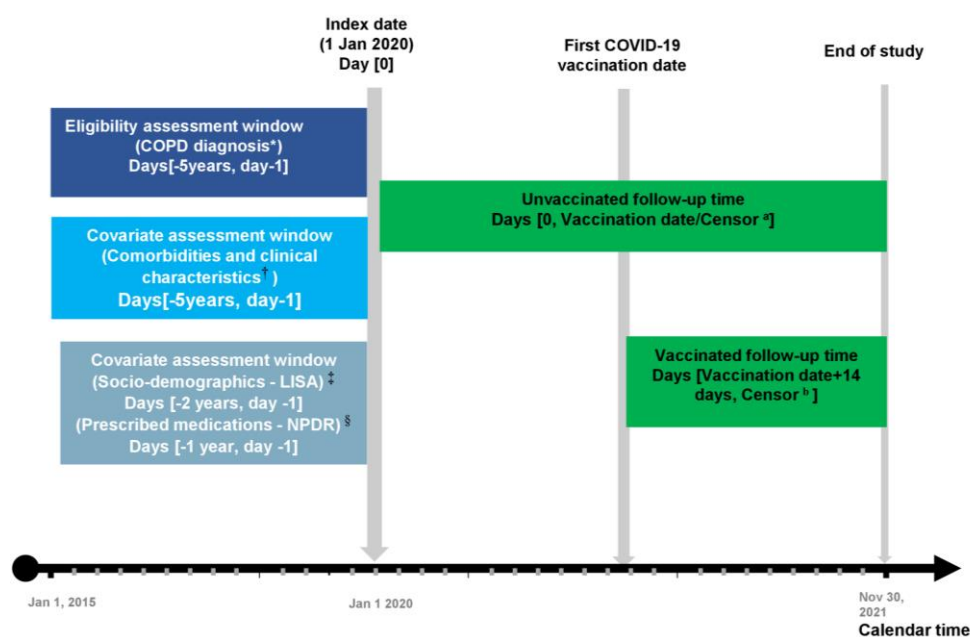 Index date
(1 Jan 2020)
Day [0]
First COVID-19
vaccination date
End of study
Eligibility assessment window
(COPD diagnosis*)
Days[-5years, day-1]
Unvaccinated follow-up time
Days [0, Vaccination date/Censor ᵃ]
Covariate assessment window
(Comorbidities and clinical
characteristics†)
Days[-5years, day-1]
Covariate assessment window
(Socio-demographics - LISA) ‡
Days [-2 years, day -1]
(Prescribed medications - NPDR) §
Days [-1 year, day -1]
Vaccinated follow-up time
Days [Vaccination date+14
days, Censor ᵇ ]
Jan 1, 2015
Jan 1 2020
Nov 30,
2021
Calendar time